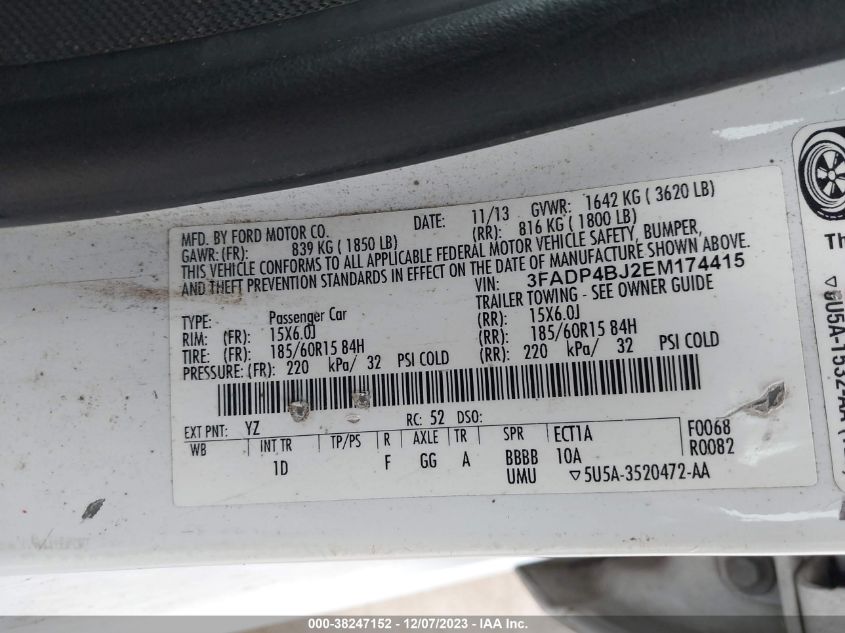 MFD. BY FORD MOTOR CO. DATE: 11/13 GVWR: 1642 KG ( 3620 LB)
GAWR: (FR): 839 KG ( 1850 LB) (RR): 816 KG ( 1800 LB)
THIS VEHICLE CONFORMS TO ALL APPLICABLE FEDERAL MOTOR VEHICLE SAFETY, BUMPER,
AND THEFT PREVENTION STANDARDS IN EFFECT ON THE DATE OF MANUFACTURE SHOWN ABOVE.
VIN: 3FADP4BJ2EM174415
TYPE: Passenger Car TRAILER TOWING - SEE OWNER GUIDE
RIM: (FR): 15X6.0J (RR): 15X6.0J
TIRE: (FR): 185/60R15 84H (RR): 185/60R15 84H
PRESSURE: (FR): 220 kPa/ 32 PSI COLD (RR): 220 kPa/ 32 PSI COLD
EXT PNT: YZ RC: 52 DSO: F0068
WB INT TR TP/PS R AXLE TR SPR ECT1A R0082
1D F GG A BBBB 10A
UMU ▽5U5A-3520472-AA
Th
000-38247152 - 12/07/2023 - IAA Inc.